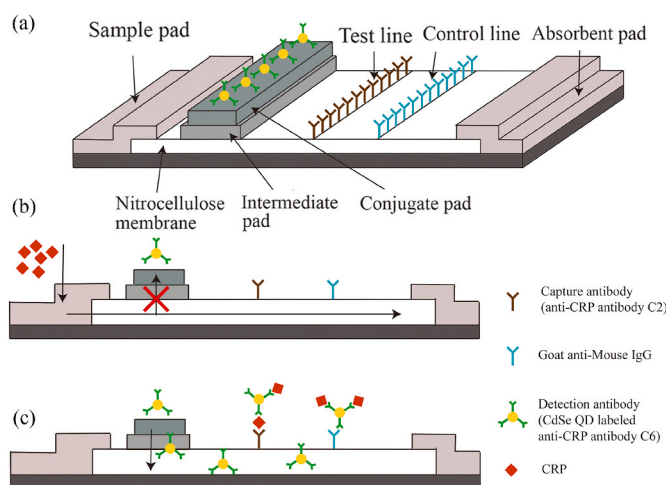 (a)
Sample pad
Test line
Control line
Absorbent pad
Nitrocellulose
membrane
Intermediate
pad
Conjugate pad
(b)
Capture antibody
(anti-CRP antibody C2)
Goat anti-Mouse IgG
(c)
Detection antibody
(CdSe QD labeled
anti-CRP antibody C6)
CRP